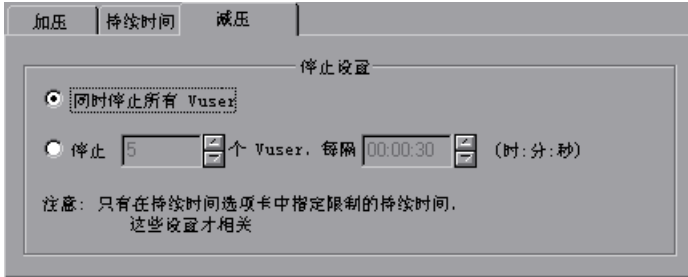 加压 持续时间 减压
停止设置
同时停止所有 Vuser
停止 5 个 Vuser, 每隔 00:00:30 (时:分:秒)
注意: 只有在持续时间选项卡中指定限制的持续时间,
这些设置才相关